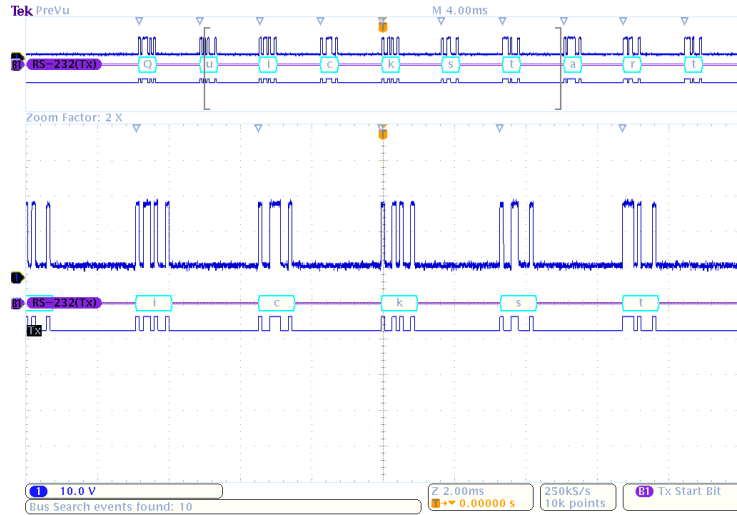 Tek PreVu M 4.00ms
B1 RS-232(Tx) Q u i c k s t a r t
Zoom Factor: 2 X
1
B1 RS-232(Tx) i c k s t
Tx
1 10.0 V Z 2.00ms 250kS/s B1 Tx Start Bit
T→▼ 0.00000 s 10k points
Bus Search events found: 10